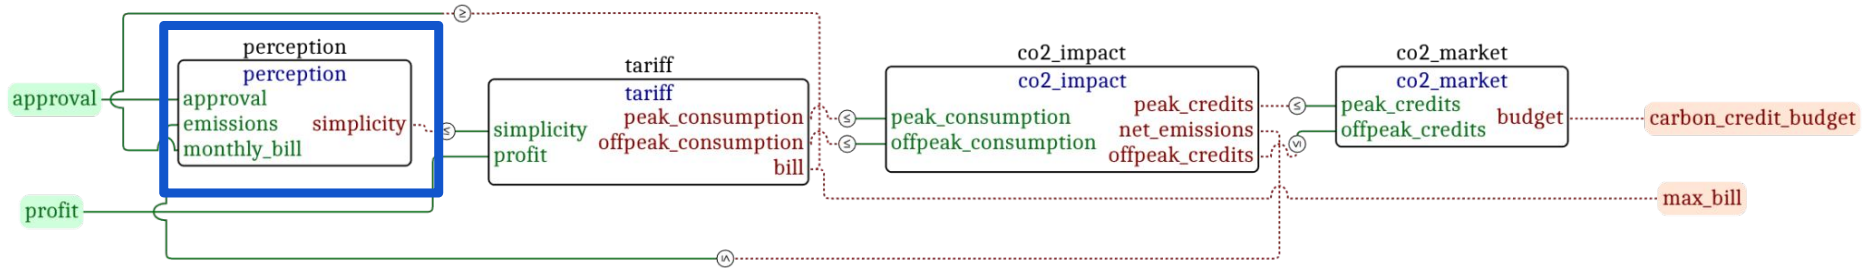 ≥
perception
perception
approval
approval
emissions
simplicity
monthly_bill
profit
≤
tariff
tariff
peak_consumption
simplicity
offpeak_consumption
profit
bill
≤
≤
co2_impact
co2_impact
peak_credits
peak_consumption
net_emissions
offpeak_consumption
offpeak_credits
≤
≤
co2_market
co2_market
peak_credits
budget
offpeak_credits
carbon_credit_budget
max_bill
≤